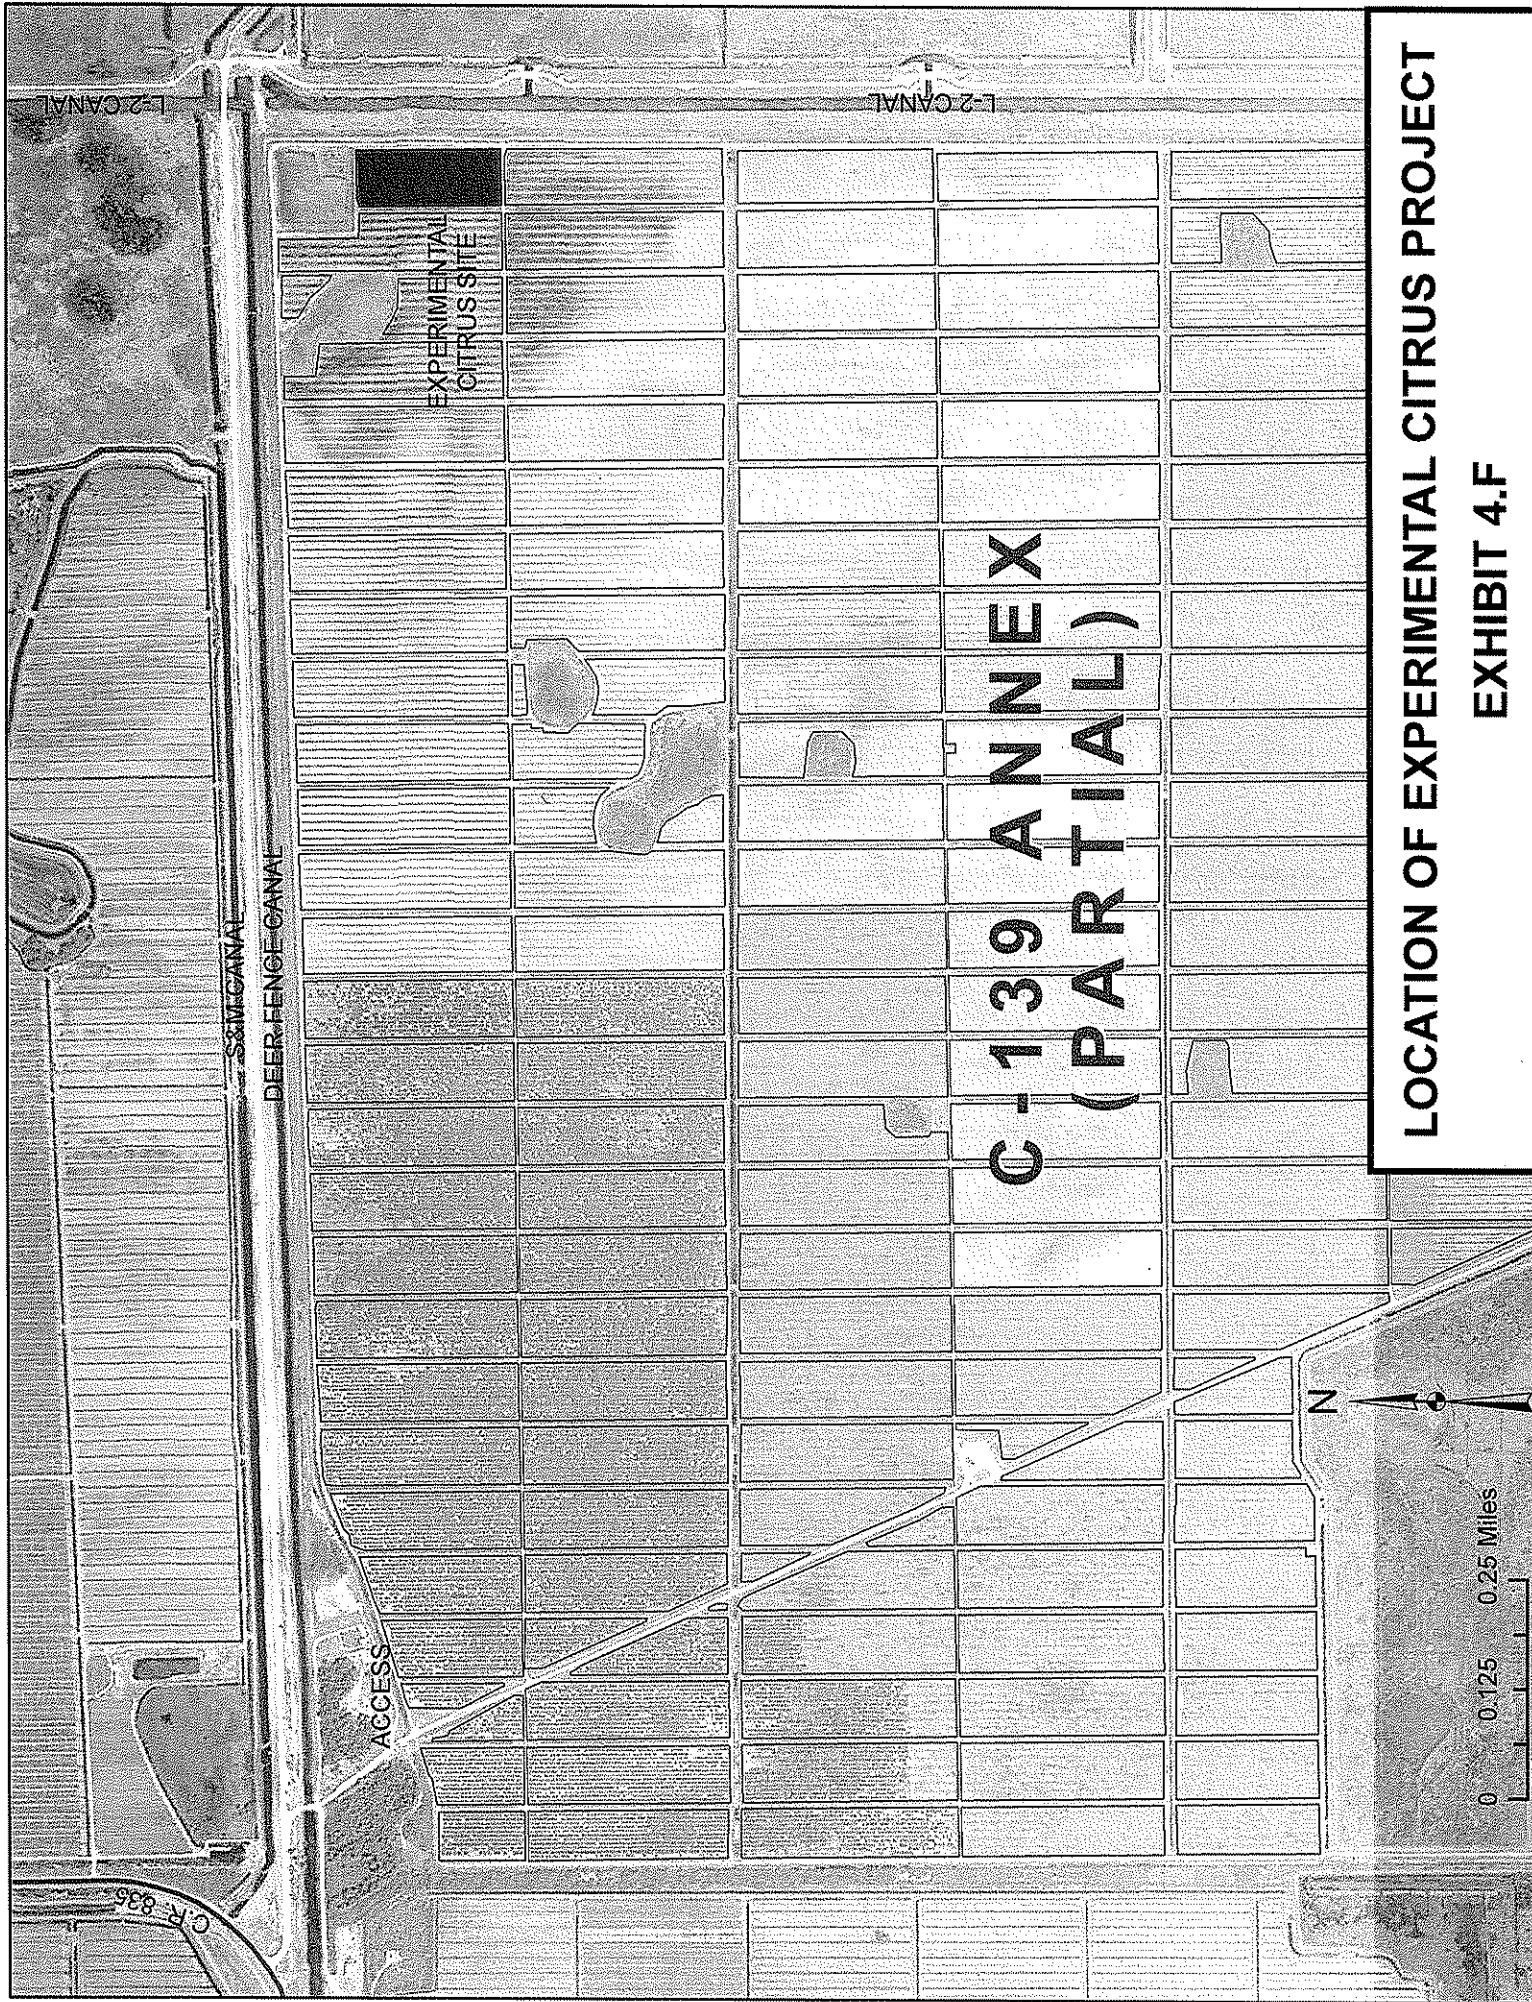 L-2 CANAL
L-2 CANAL
EXPERIMENTAL
CITRUS SITE
S&M CANAL
DEER FENCE CANAL
C-139 ANNEX
(PARTIAL)
ACCESS
C.R. 835
N
0 0.125 0.25 Miles
LOCATION OF EXPERIMENTAL CITRUS PROJECT
EXHIBIT 4.F